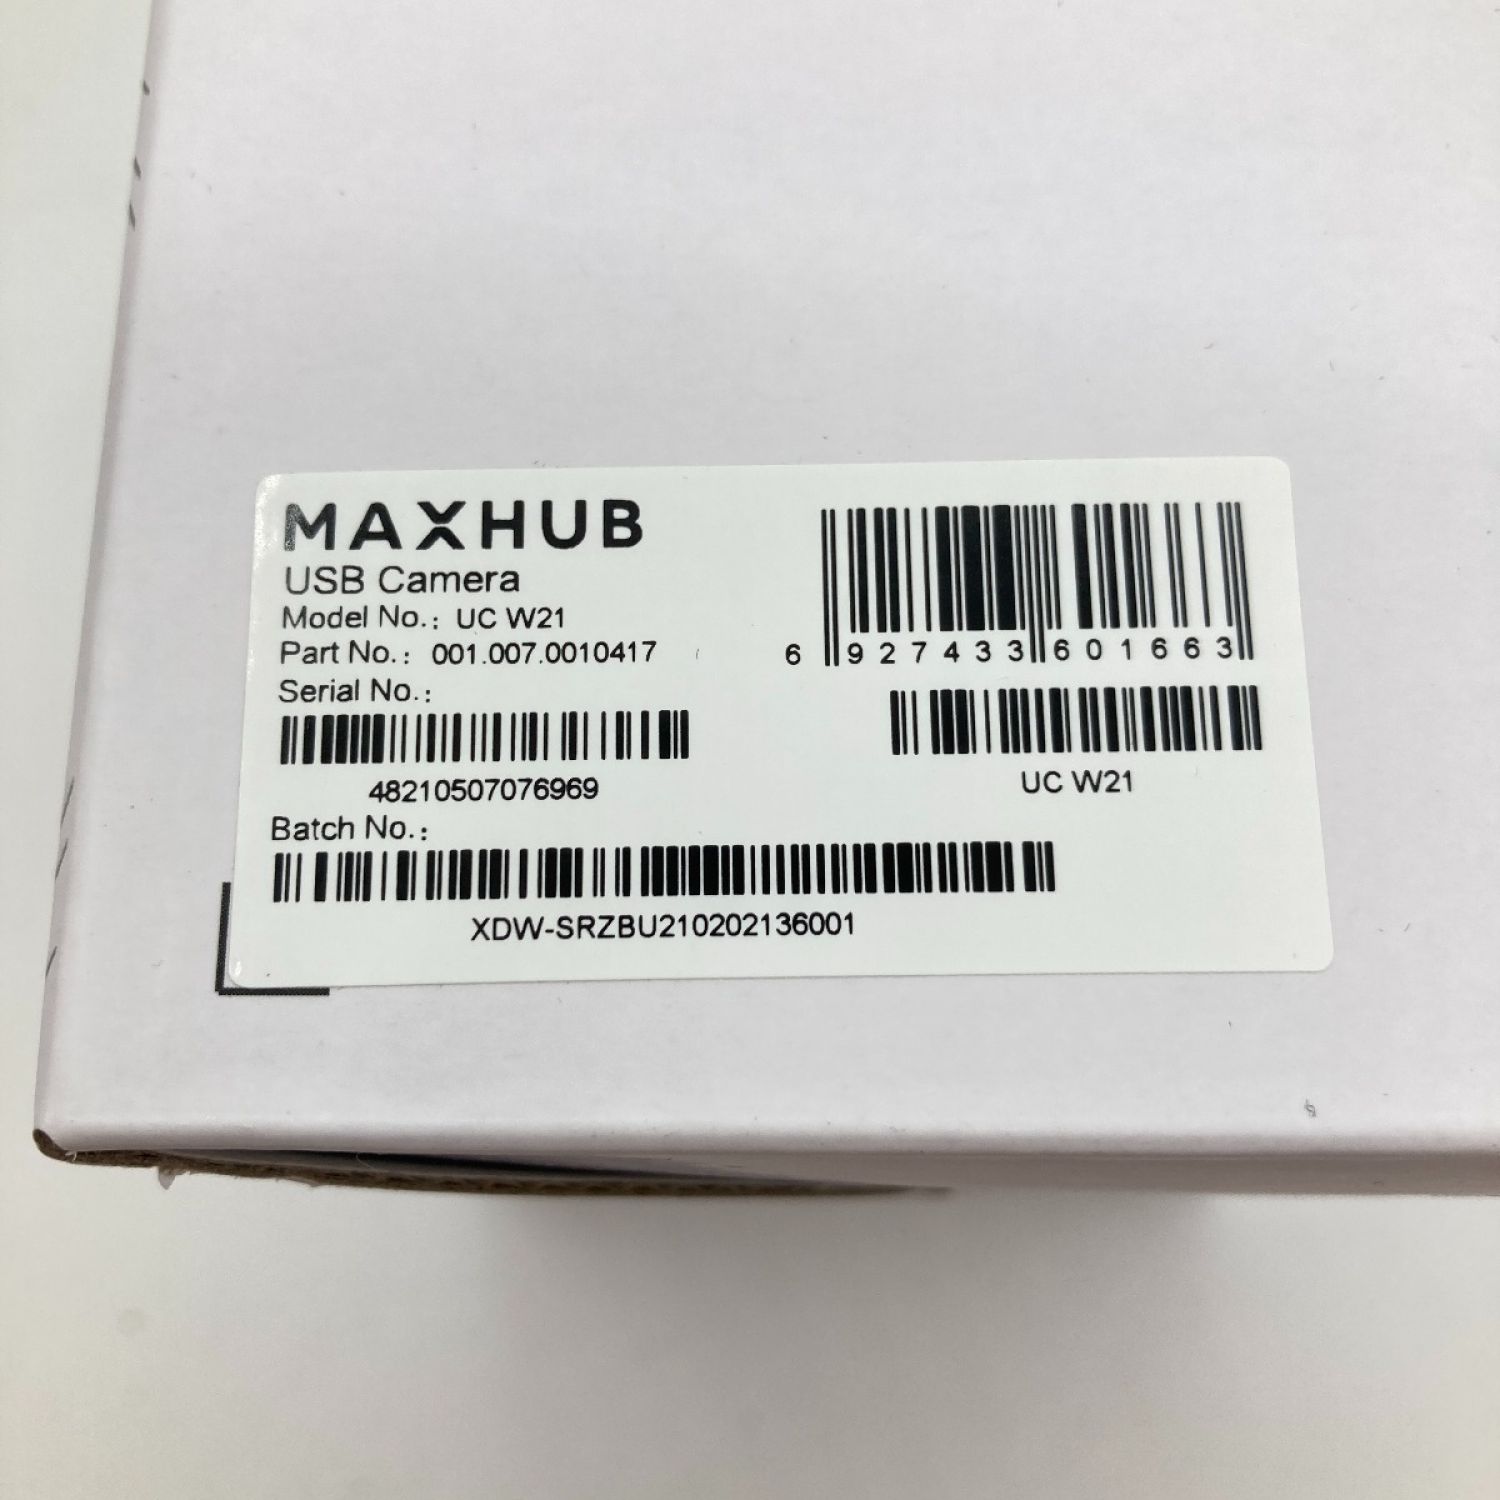 MAXHUB
USB Camera
Model No.: UC W21
Part No.: 001.007.0010417
6 927433 601663
Serial No.:
48210507076969
UC W21
Batch No.:
XDW-SRZBU210202136001